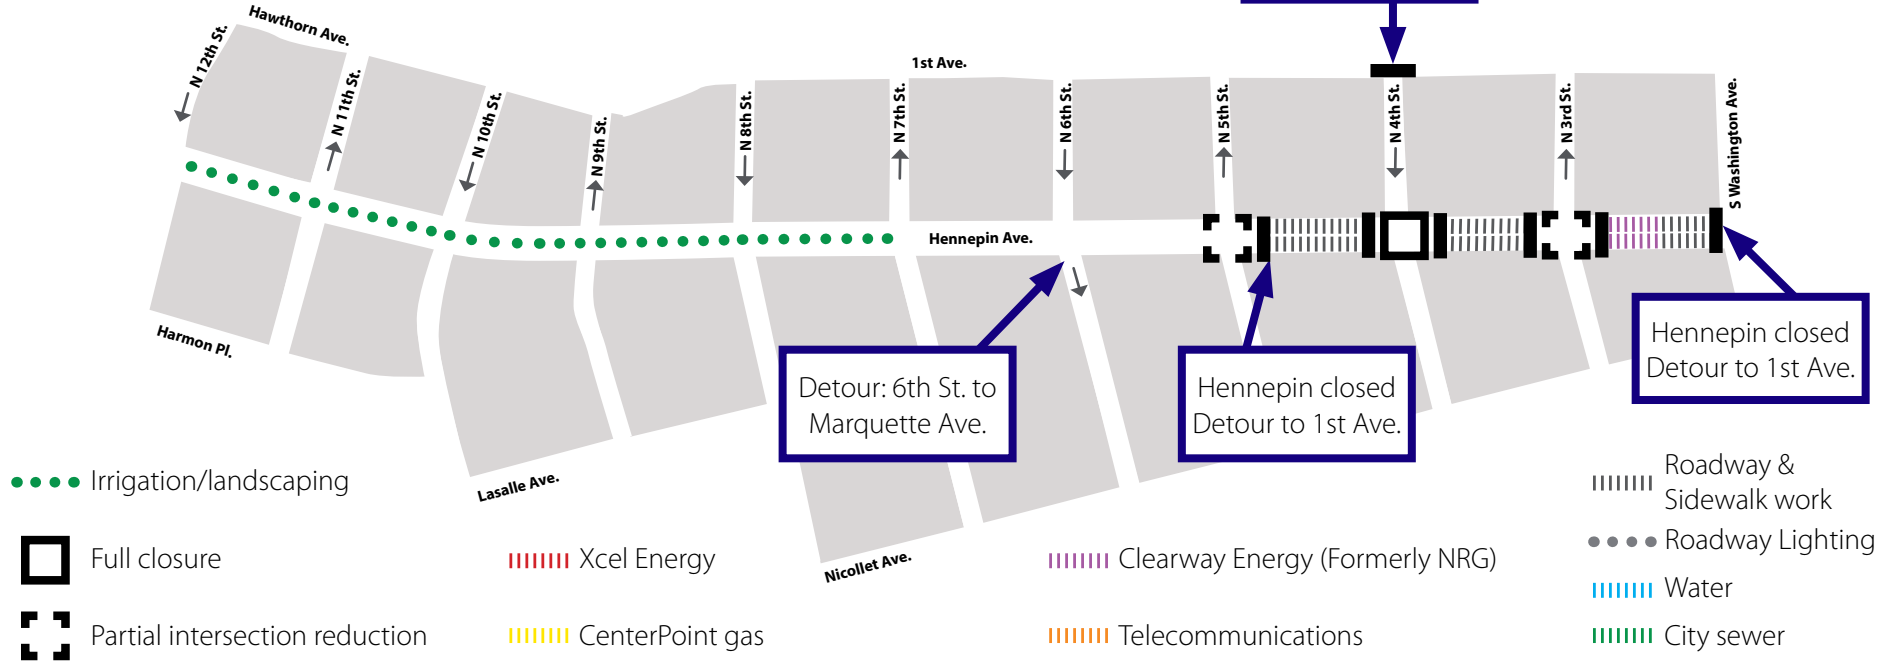 Hawthorn Ave.
N 12th St.
N 11th St.
N 10th St.
N 9th St.
N 8th St.
N 7th St.
N 6th St.
N 5th St.
N 4th St.
N 3rd St.
S Washington Ave.
1st Ave.
Hennepin Ave.
Harmon Pl.
Lasalle Ave.
Nicollet Ave.
Detour: 6th St. to
Marquette Ave.
Hennepin closed
Detour to 1st Ave.
Hennepin closed
Detour to 1st Ave.
Irrigation/landscaping
Full closure
Partial intersection reduction
Xcel Energy
CenterPoint gas
Clearway Energy (Formerly NRG)
Telecommunications
Roadway &
Sidewalk work
Roadway Lighting
Water
City sewer